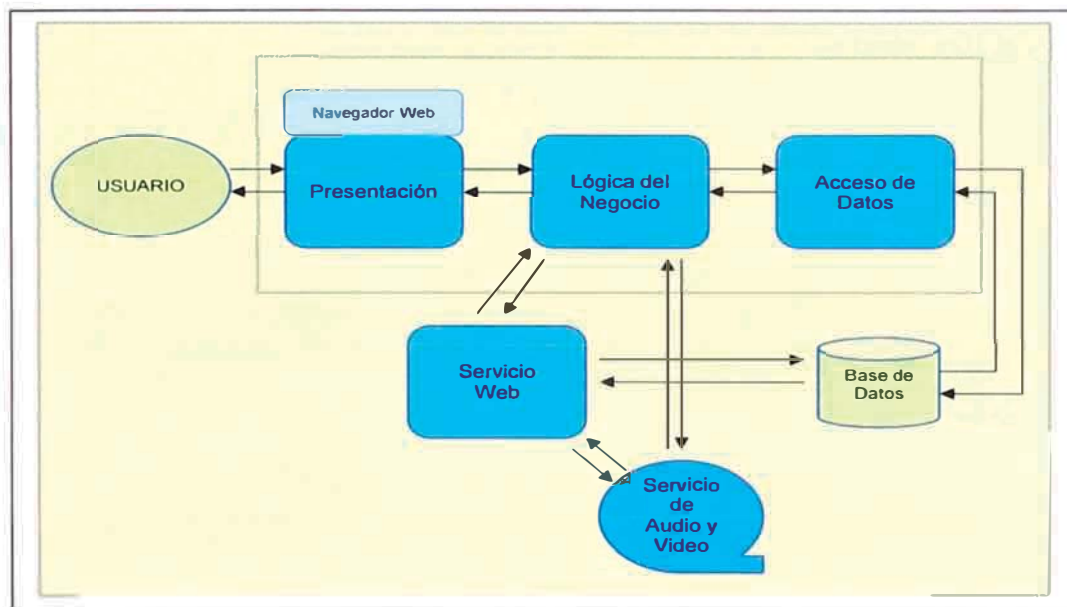 Navegador Web
USUARIO
Presentación
Lógica del
Negocio
Acceso de
Datos
Servicio
Web
Base de
Datos
Servicio
de
Audio y
Video